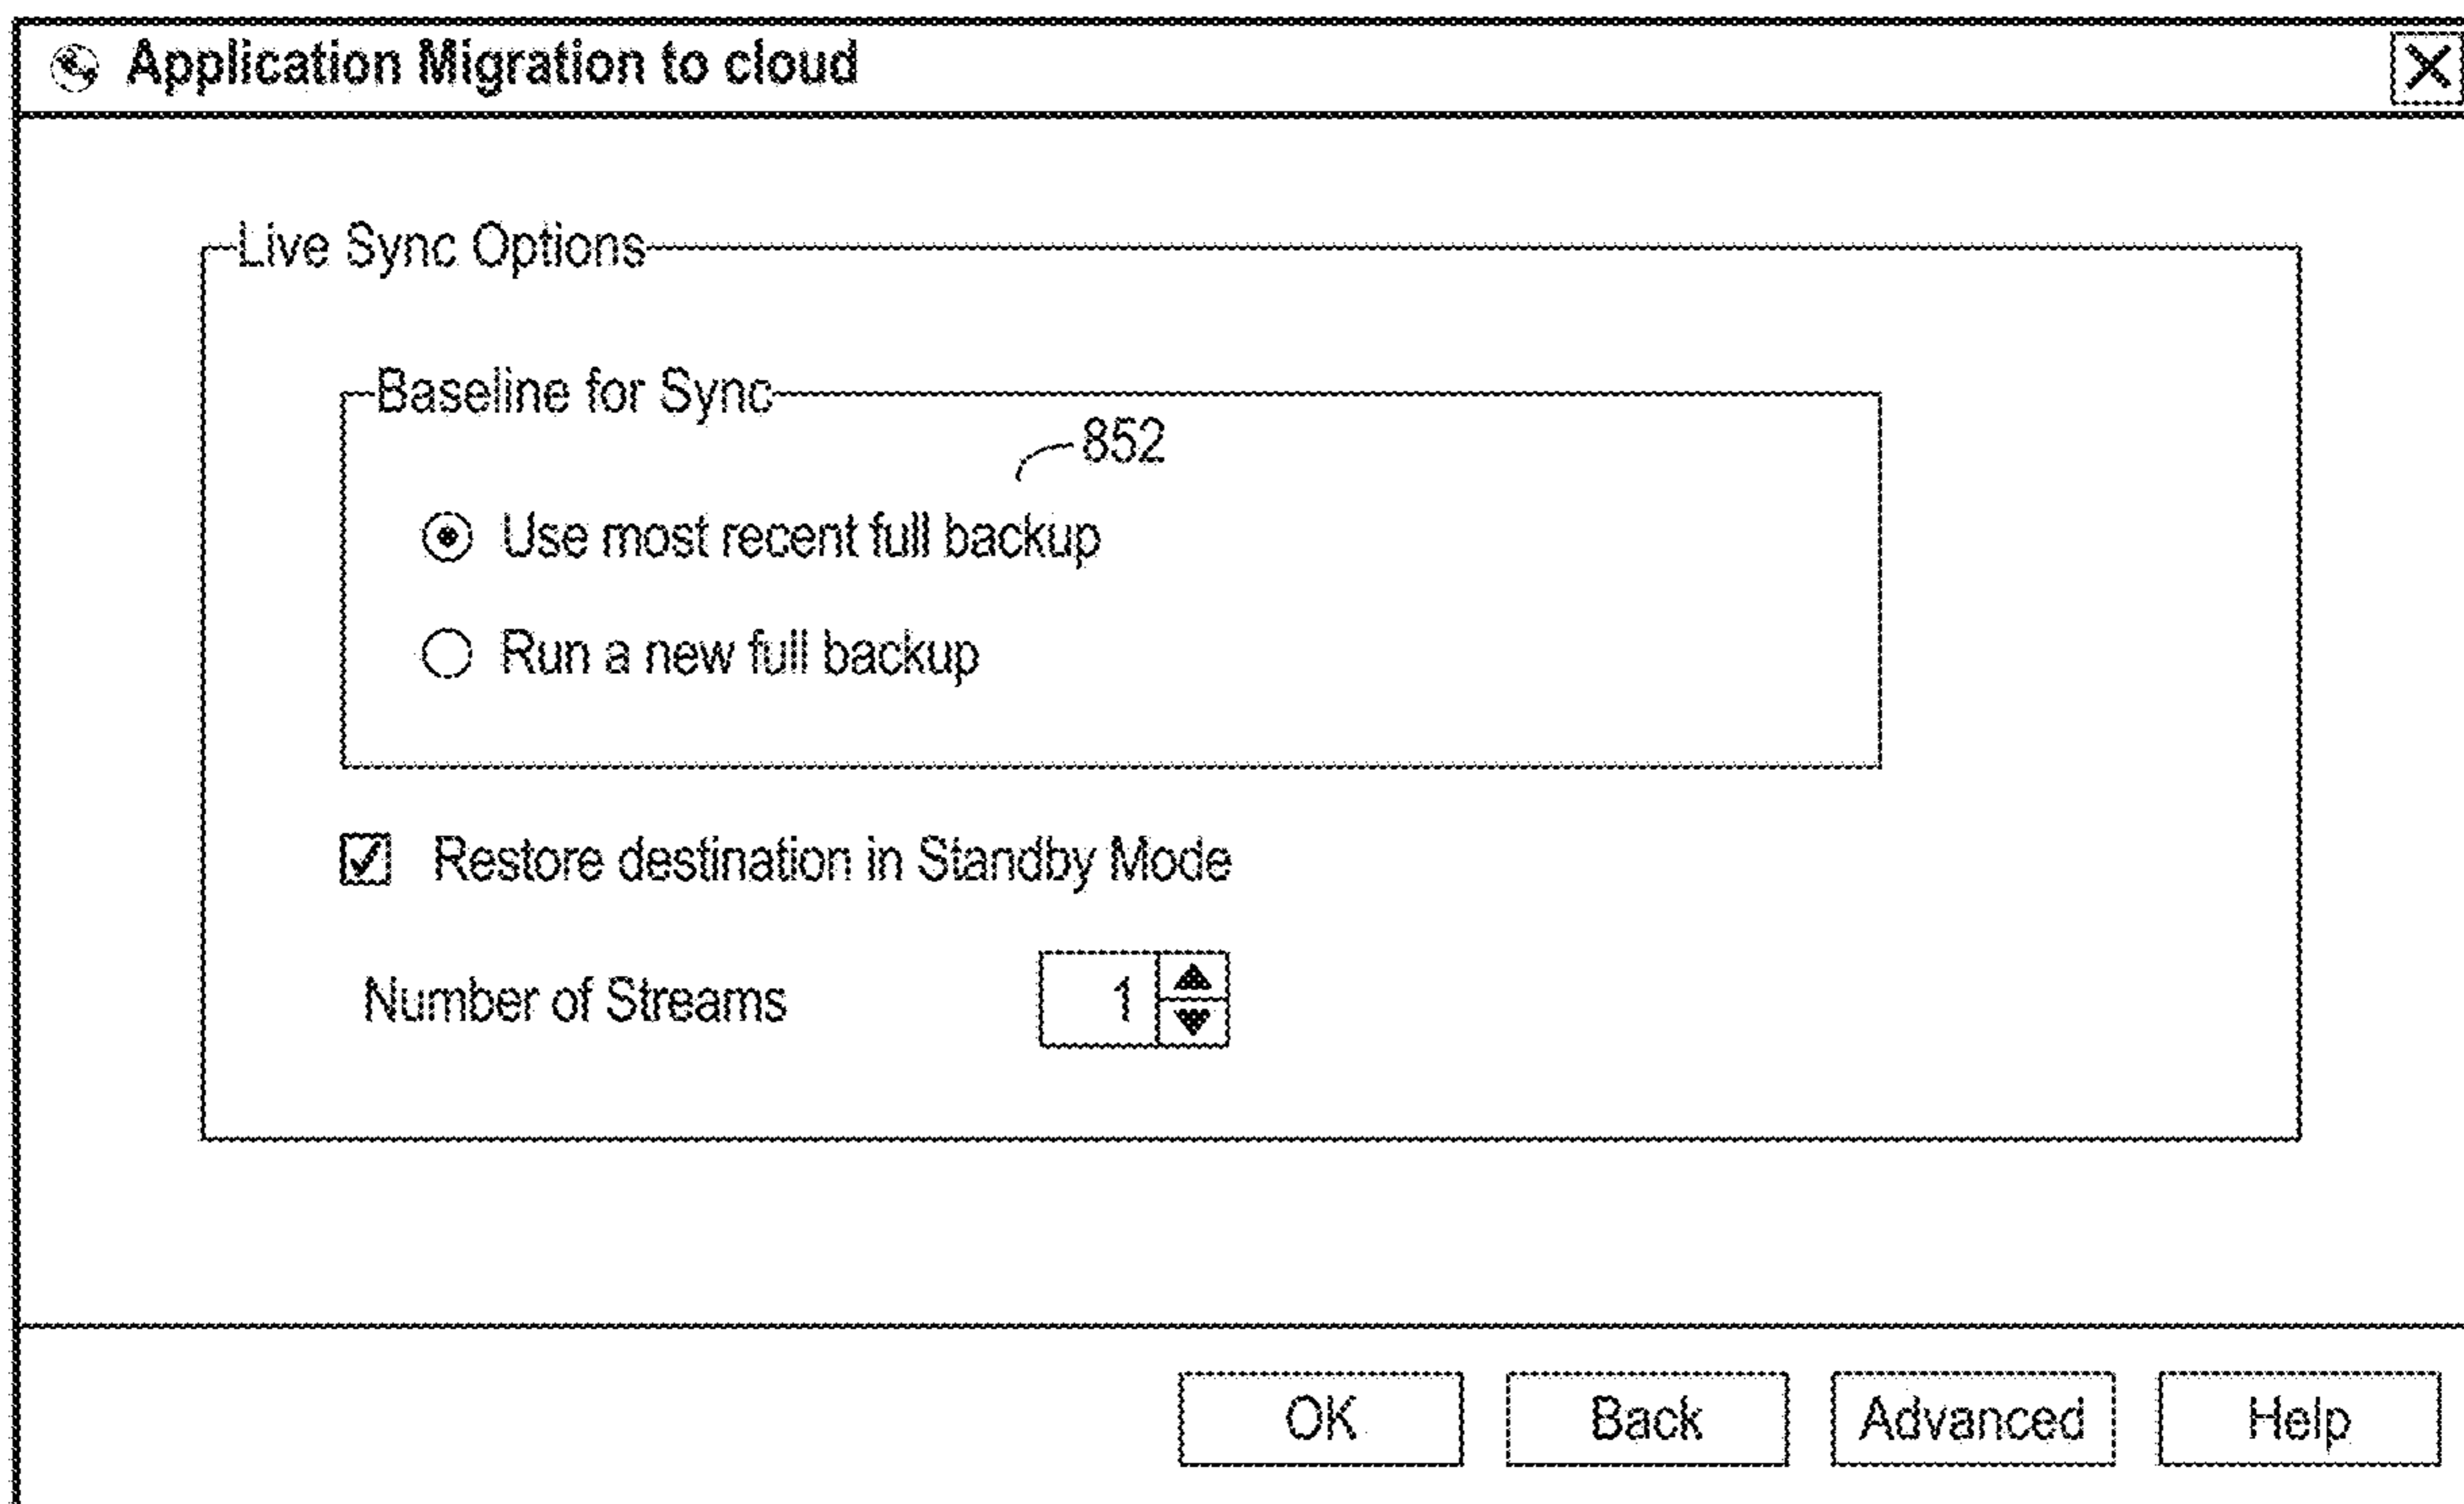 Application Migration to cloud
Live Sync Options
Baseline for Sync
852
Use most recent full backup
Run a new full backup
Restore destination in Standby Mode
Number of Streams 1
OK Back Advanced Help